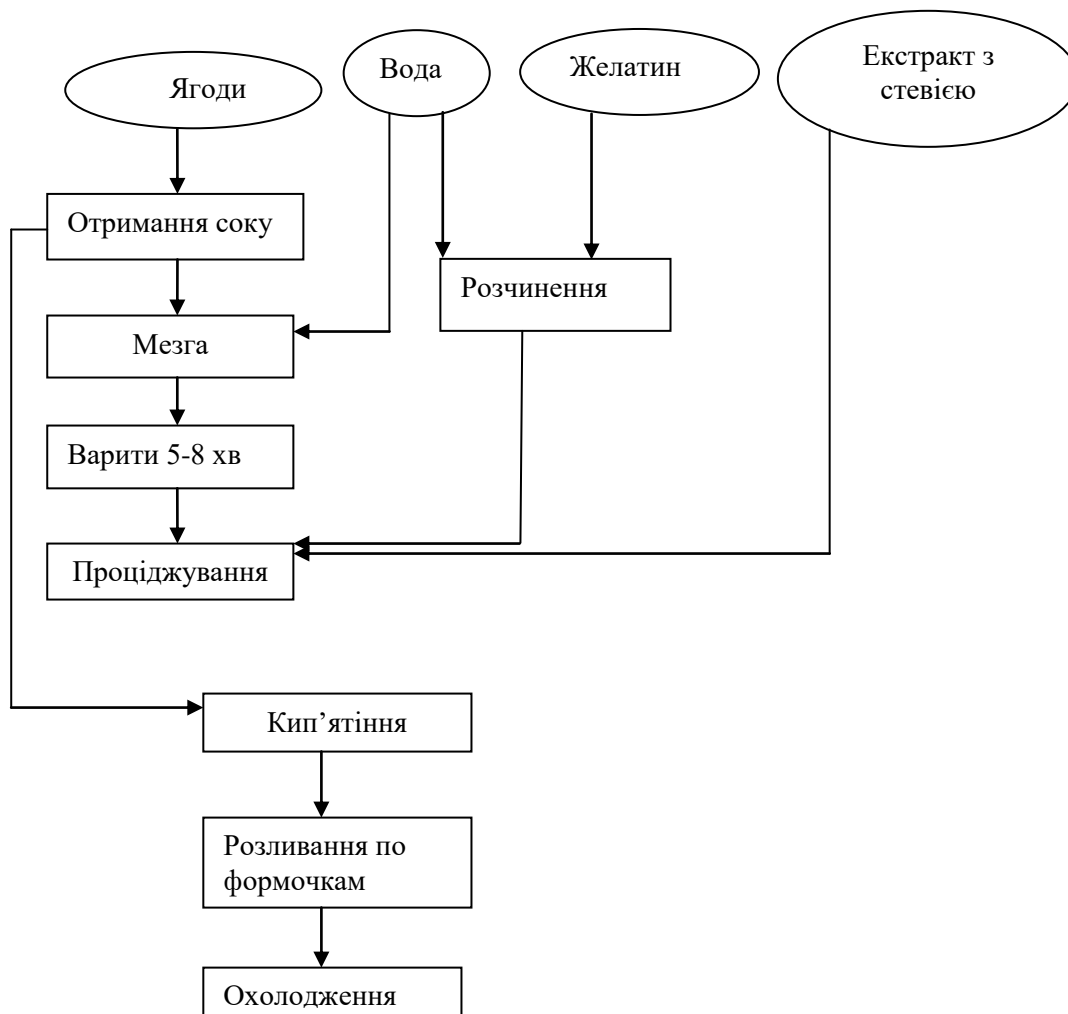 Ягоди
Вода
Желатин
Екстракт з
стевією
Отримання соку
Розчинення
Мезга
Варити 5-8 хв
Проціджування
Кип’ятіння
Розливання по
формочкам
Охолодження